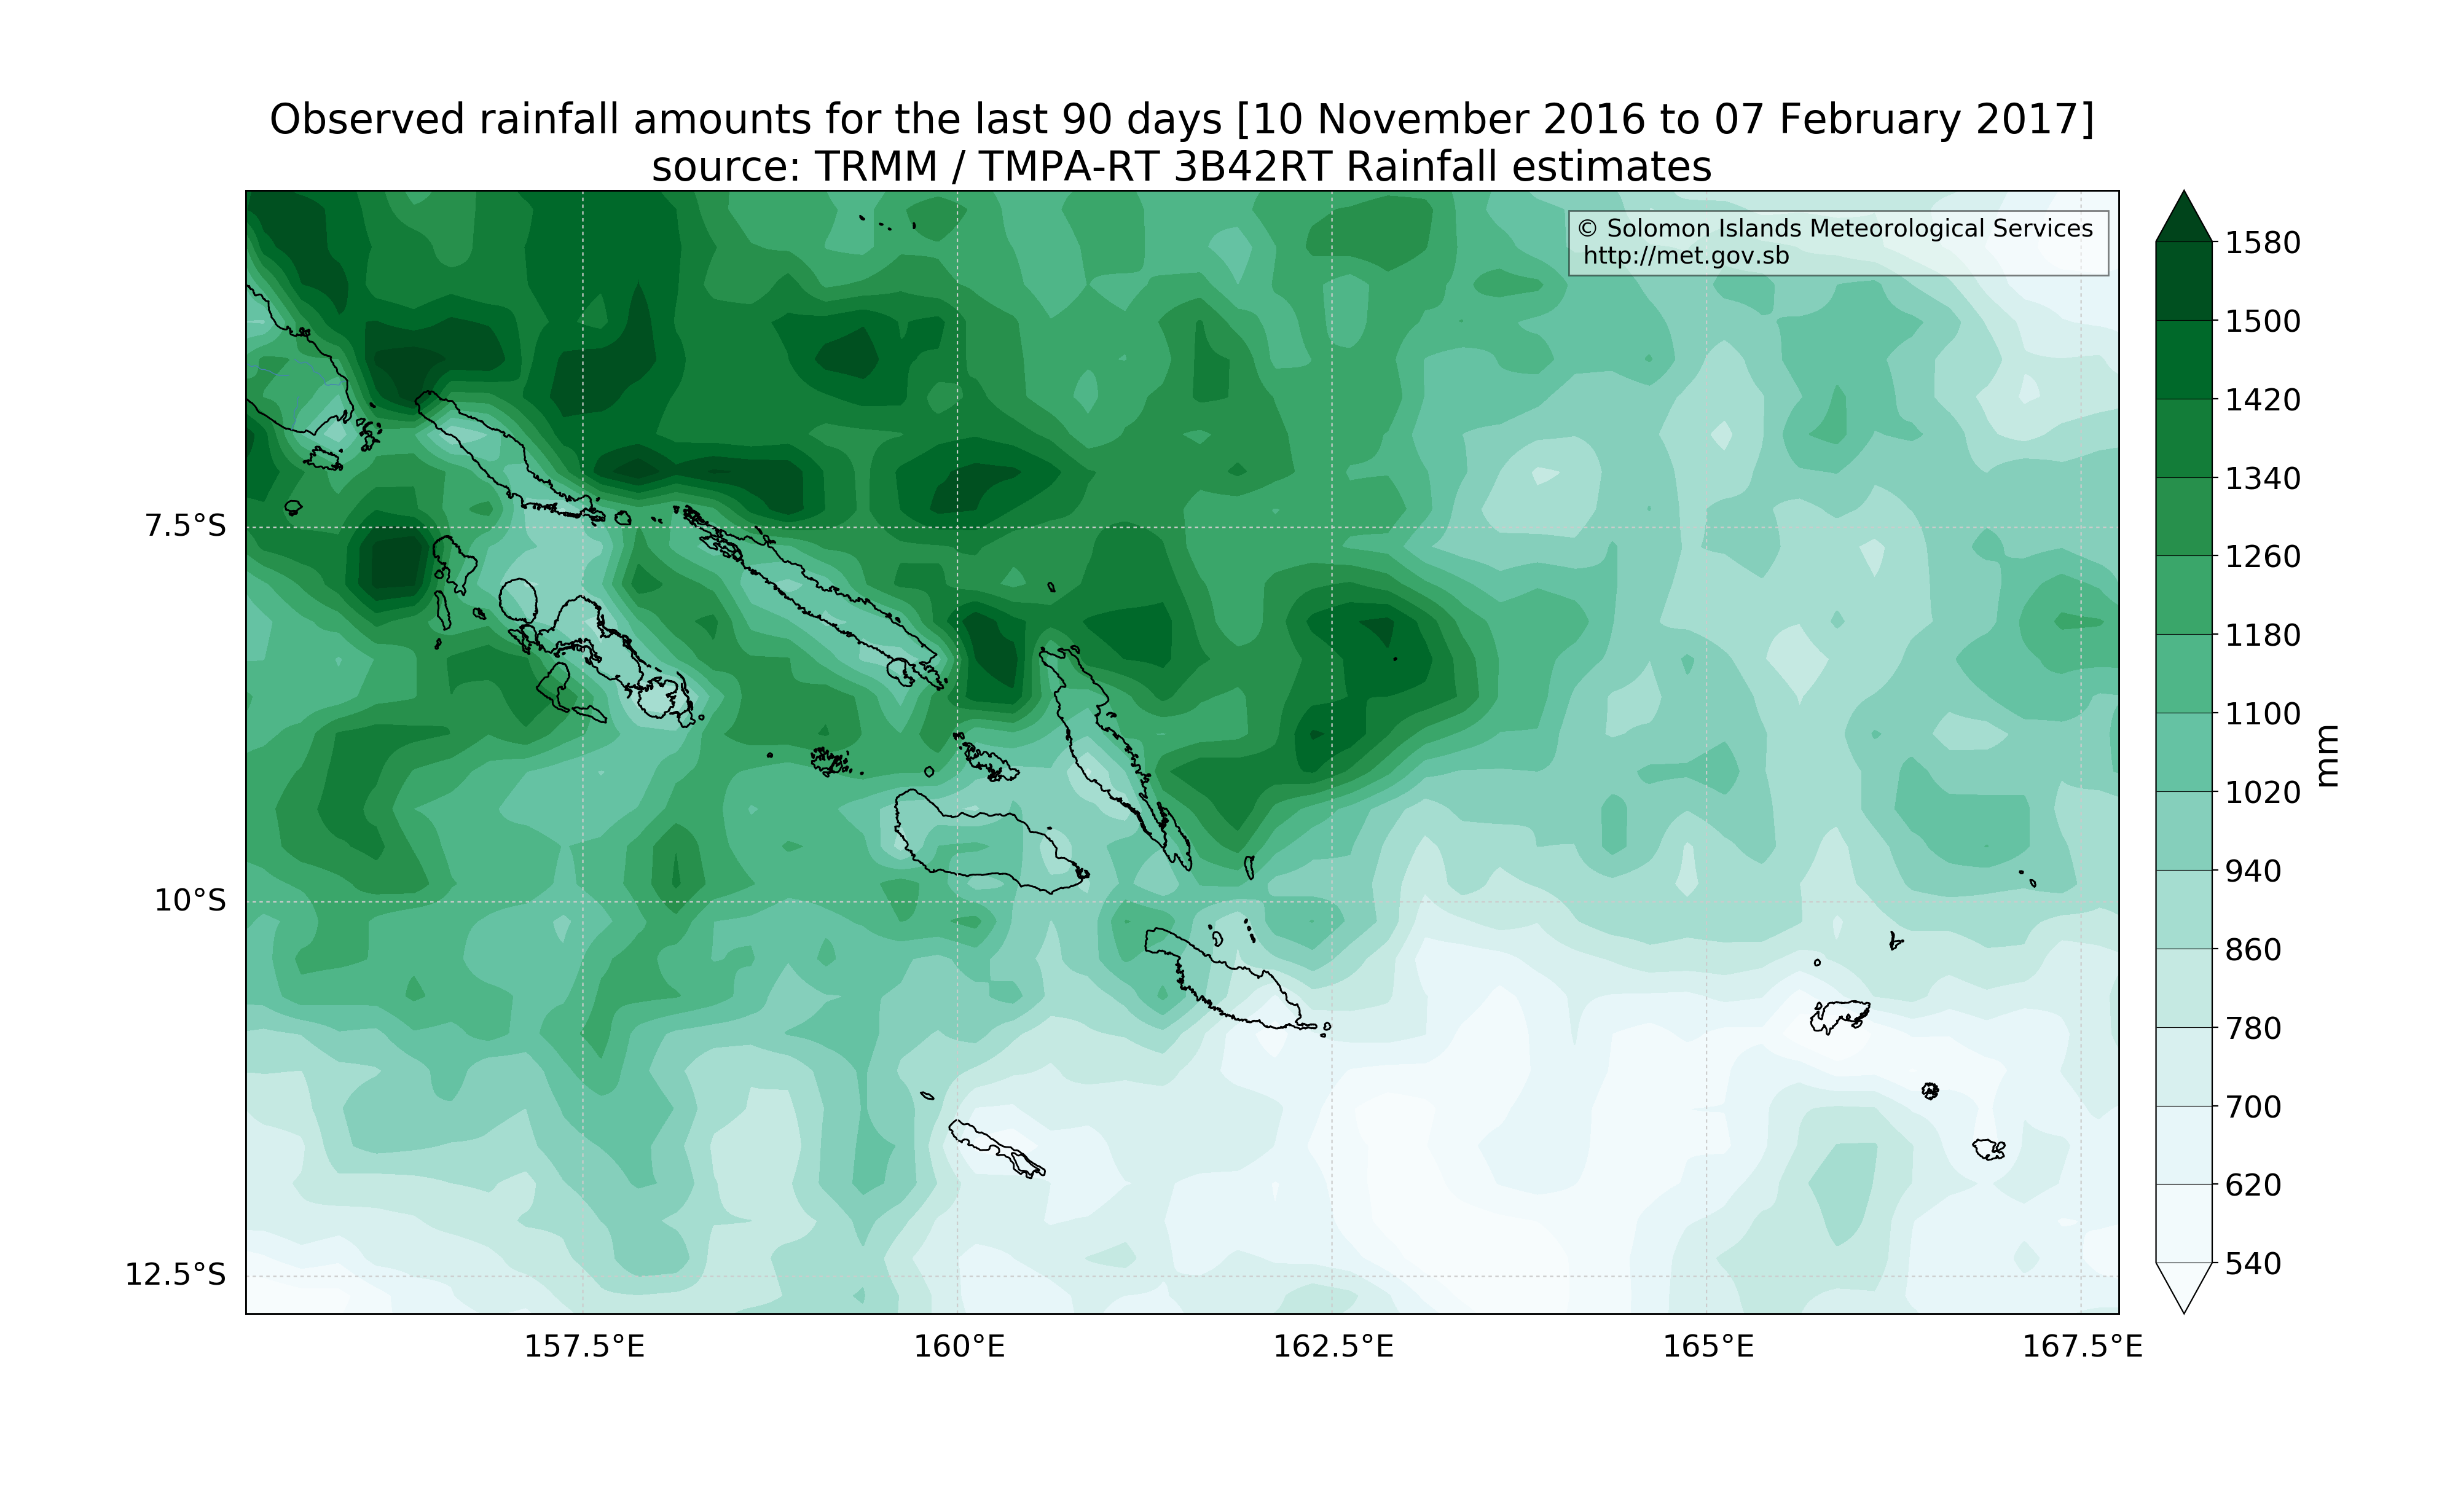 Observed rainfall amounts for the last 90 days [10 November 2016 to 07 February 2017]
source: TRMM / TMPA-RT 3B42RT Rainfall estimates
© Solomon Islands Meteorological Services
http://met.gov.sb
7.5°S
10°S
12.5°S
157.5°E
160°E
162.5°E
165°E
167.5°E
1580
1500
1420
1340
1260
1180
1100
1020
940
860
780
700
620
540
mm